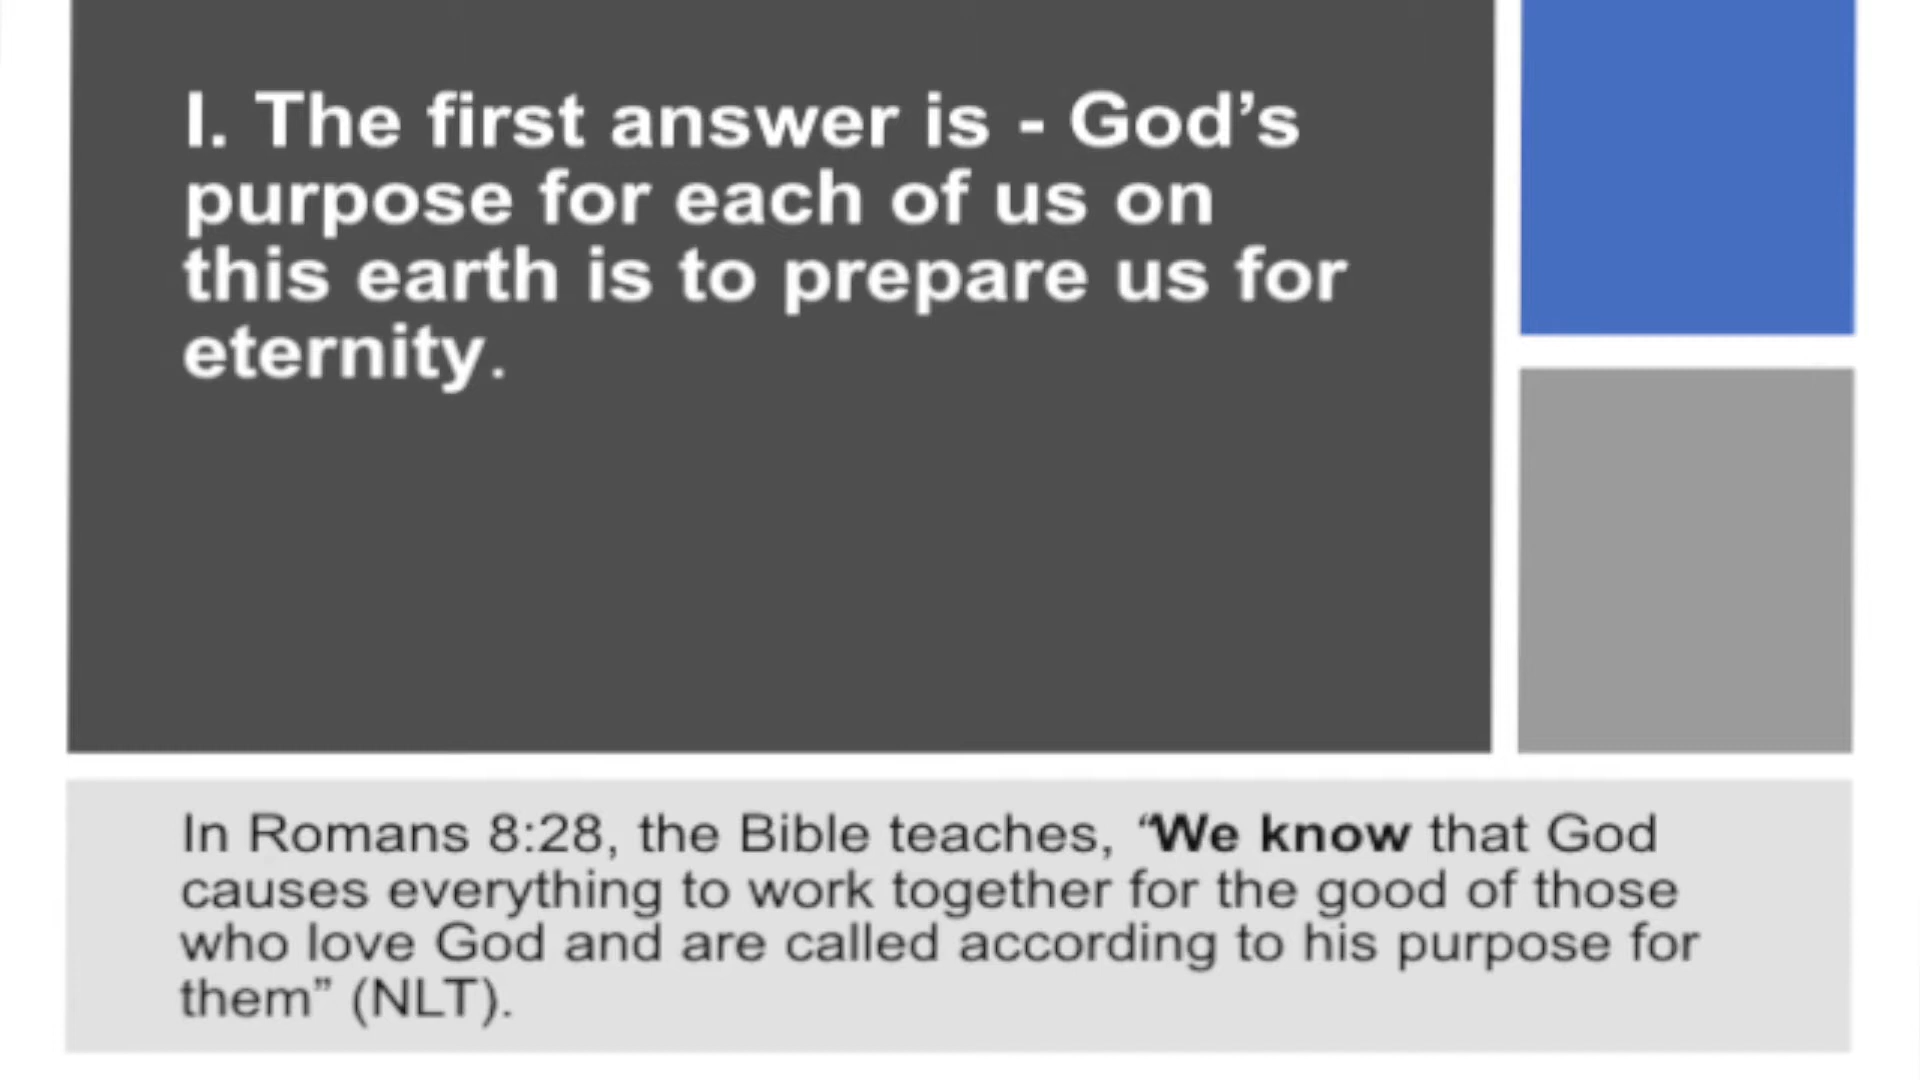 I. The first answer is - God’s
purpose for each of us on
this earth is to prepare us for
eternity.
In Romans 8:28, the Bible teaches, “We know that God
causes everything to work together for the good of those
who love God and are called according to his purpose for
them” (NLT).